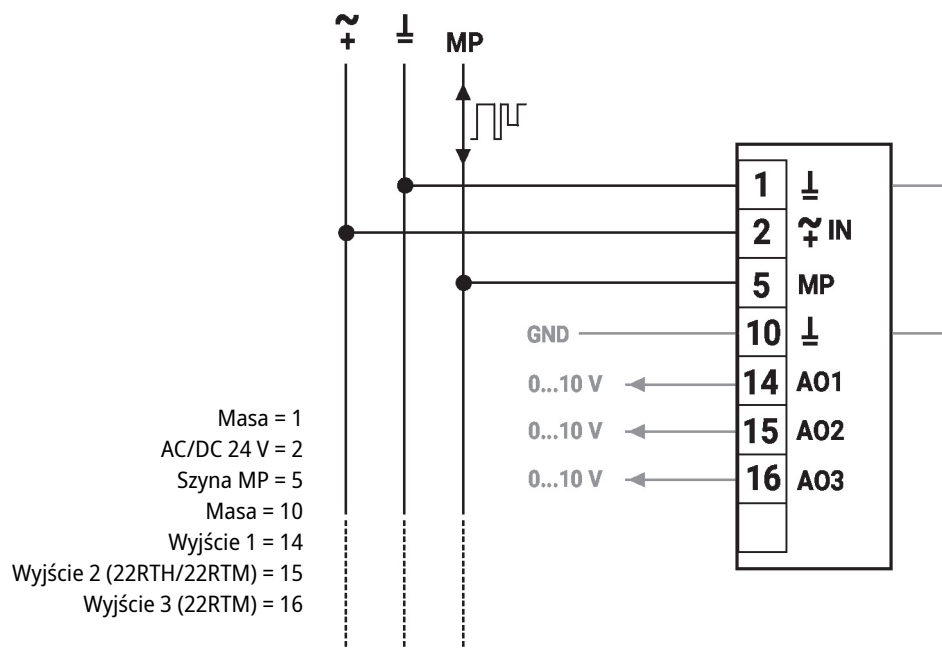 ~
+
⊥
=
MP
1 ⊥
2 ~
+ IN
5 MP
GND 10 ⊥
0...10 V 14 AO1
0...10 V 15 AO2
0...10 V 16 AO3
Masa = 1
AC/DC 24 V = 2
Szyna MP = 5
Masa = 10
Wyjście 1 = 14
Wyjście 2 (22RTH/22RTM) = 15
Wyjście 3 (22RTM) = 16